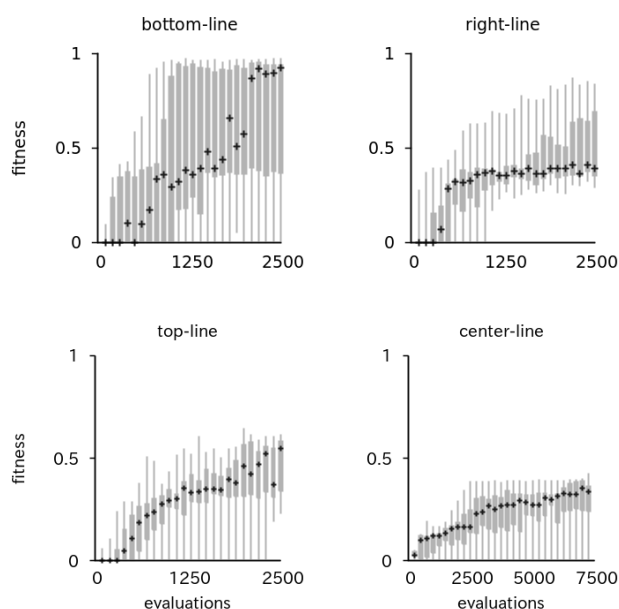 bottom-line
right-line
fitness
1
0.5
0
0 1250 2500
1
0.5
0
0 1250 2500
top-line
center-line
fitness
1
0.5
0
0 1250 2500
evaluations
1
0.5
0
0 2500 5000 7500
evaluations